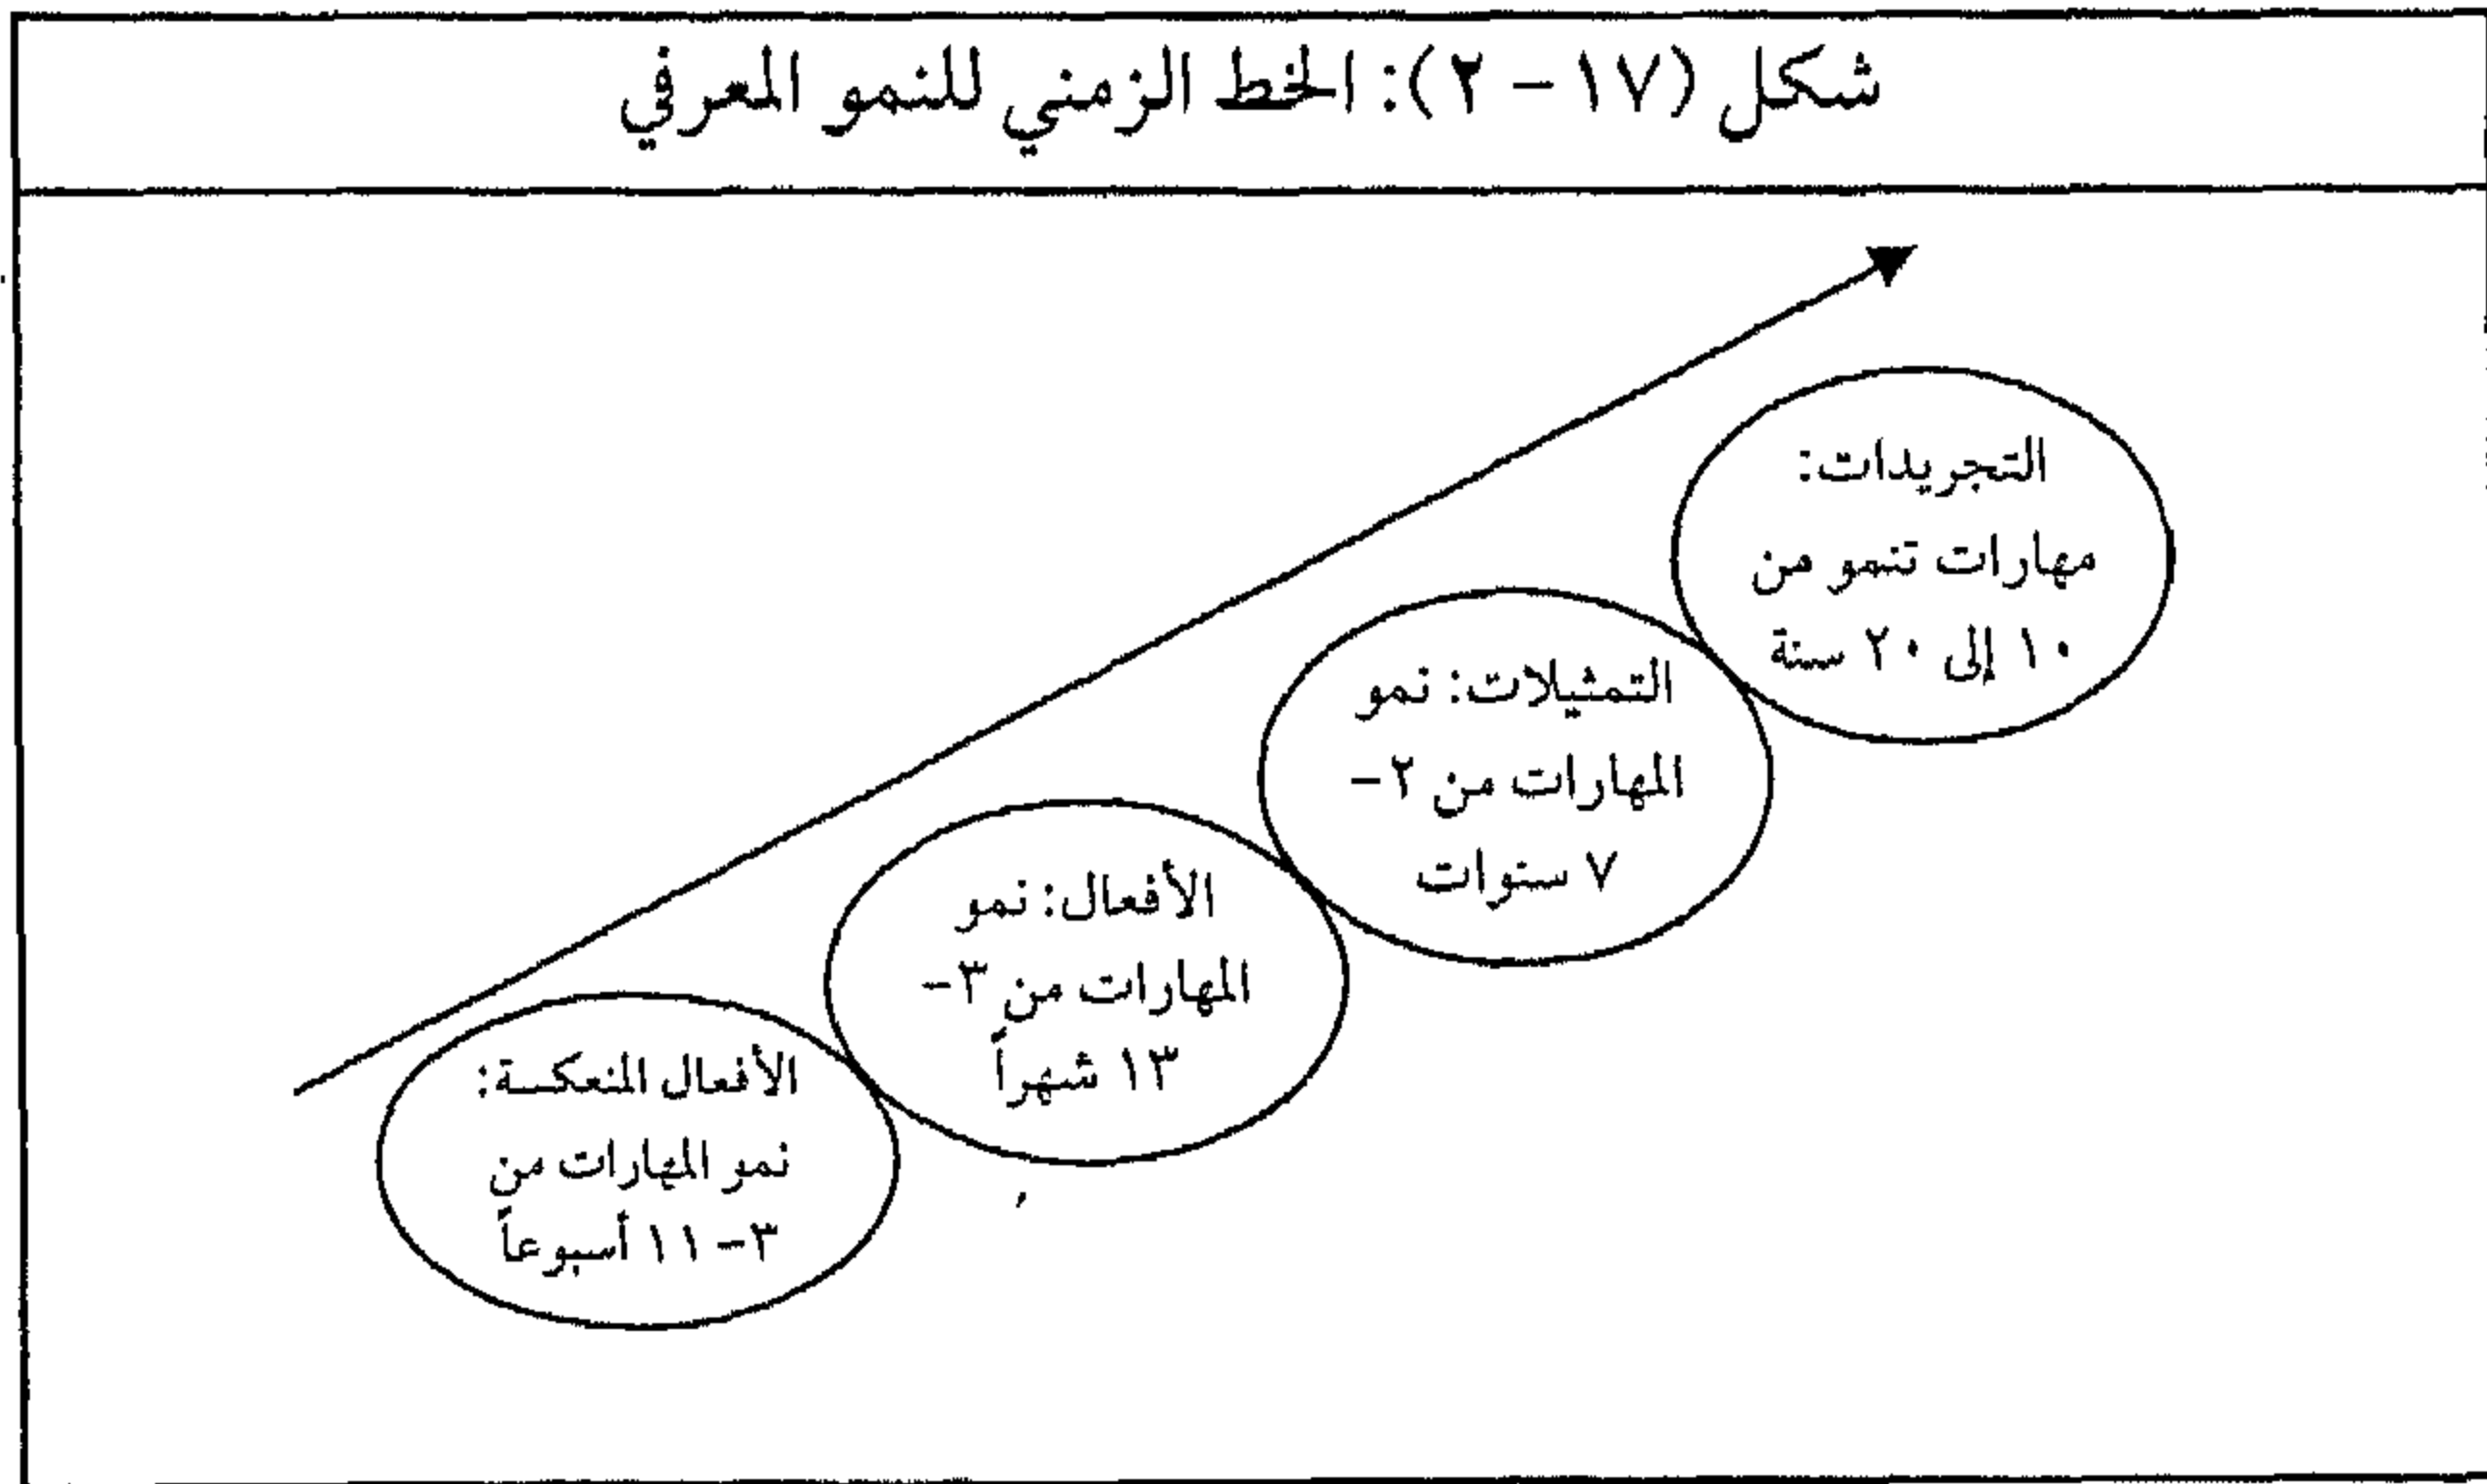 شكل (١٧ – ٢): الخط الزمني للنمو المعرفي
التجريدات:
مهارات تنمو من
١٠ إلى ٢٠ سنة
التمثيلات: نمو
المهارات من ٢-
٧ سنوات
الأفعال: نمو
المهارات من ٣-
١٣ شهراً
الأفعال المنعكسة:
نمو المهارات من
٣- ١١ أسبوعاً